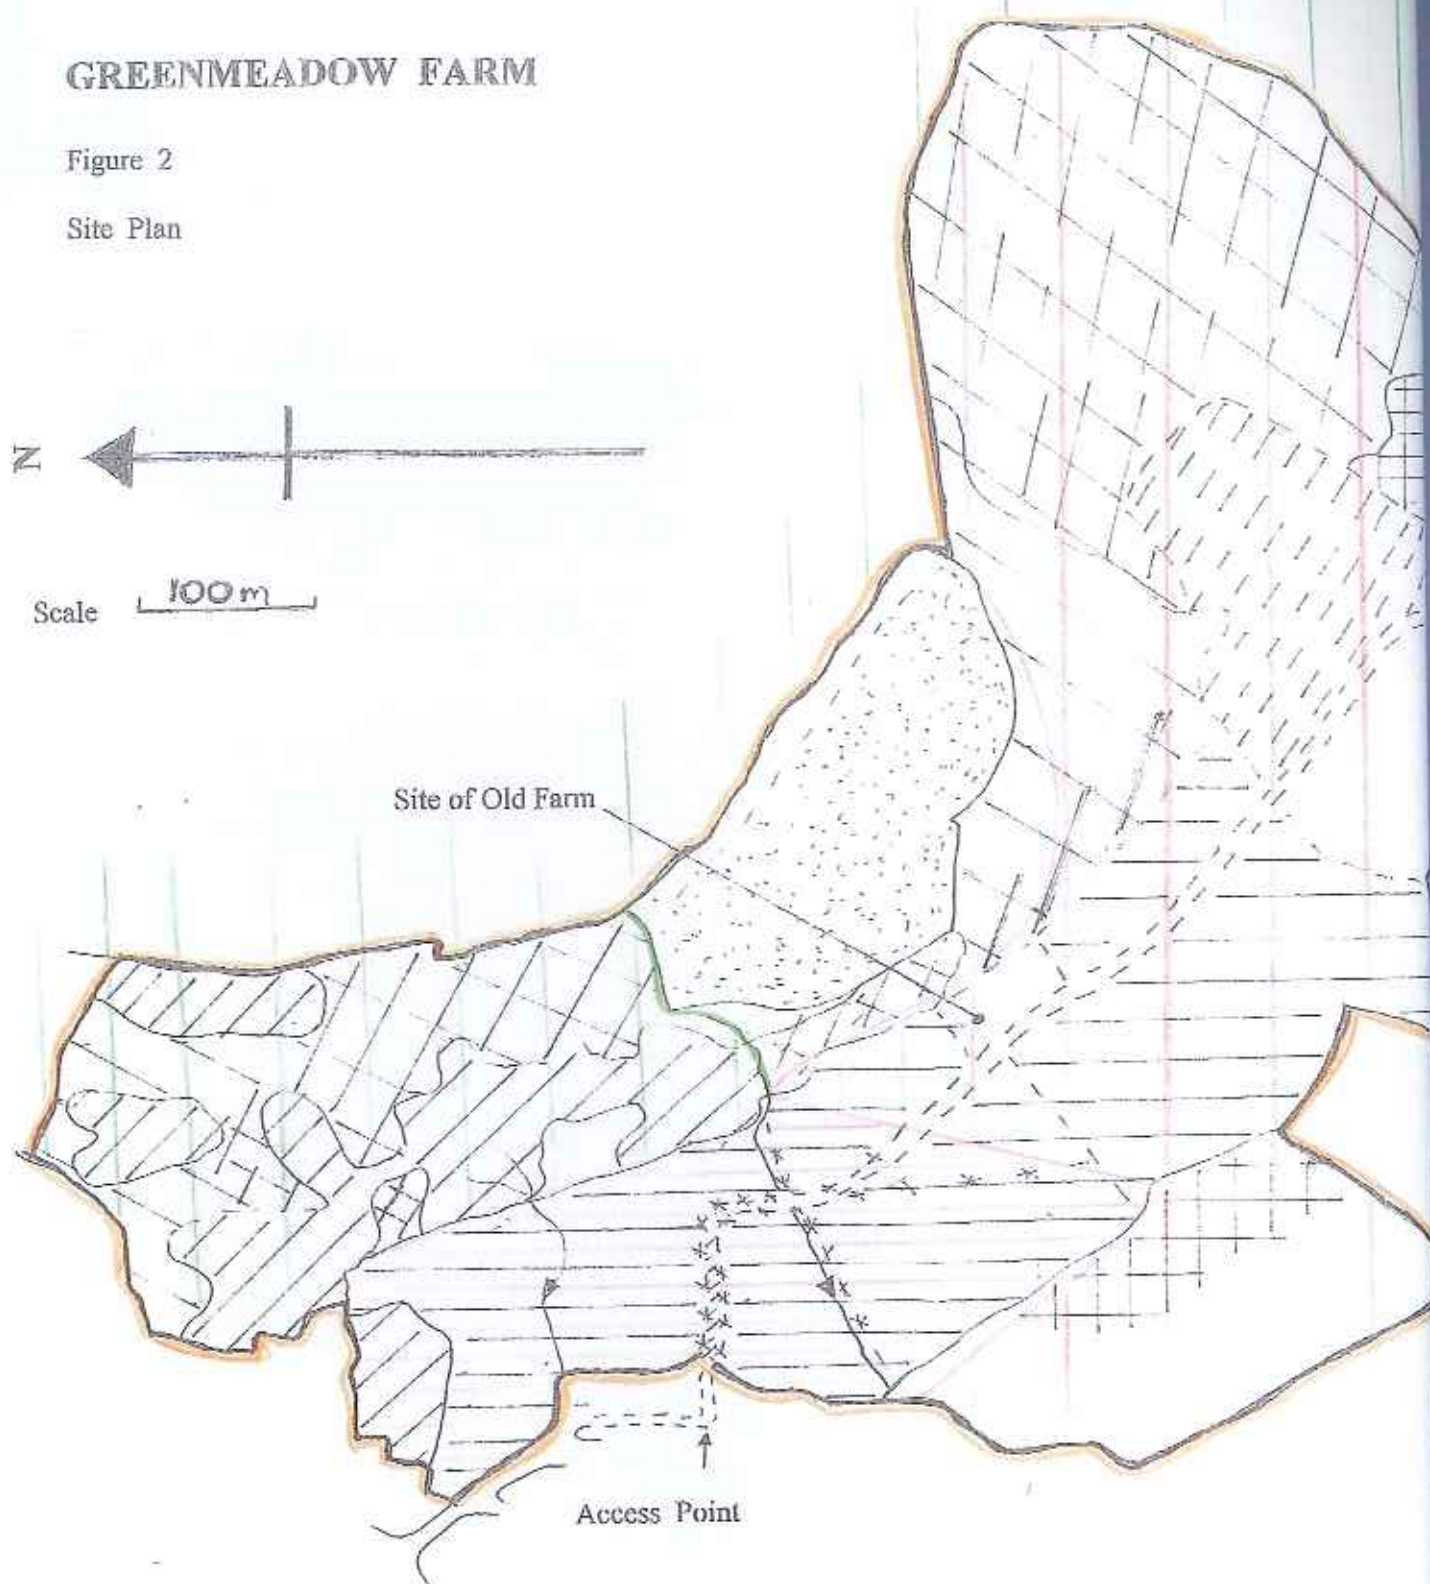 GREENMEADOW FARM
Figure 2
Site Plan
N
Scale 100m
Site of Old Farm
Access Point